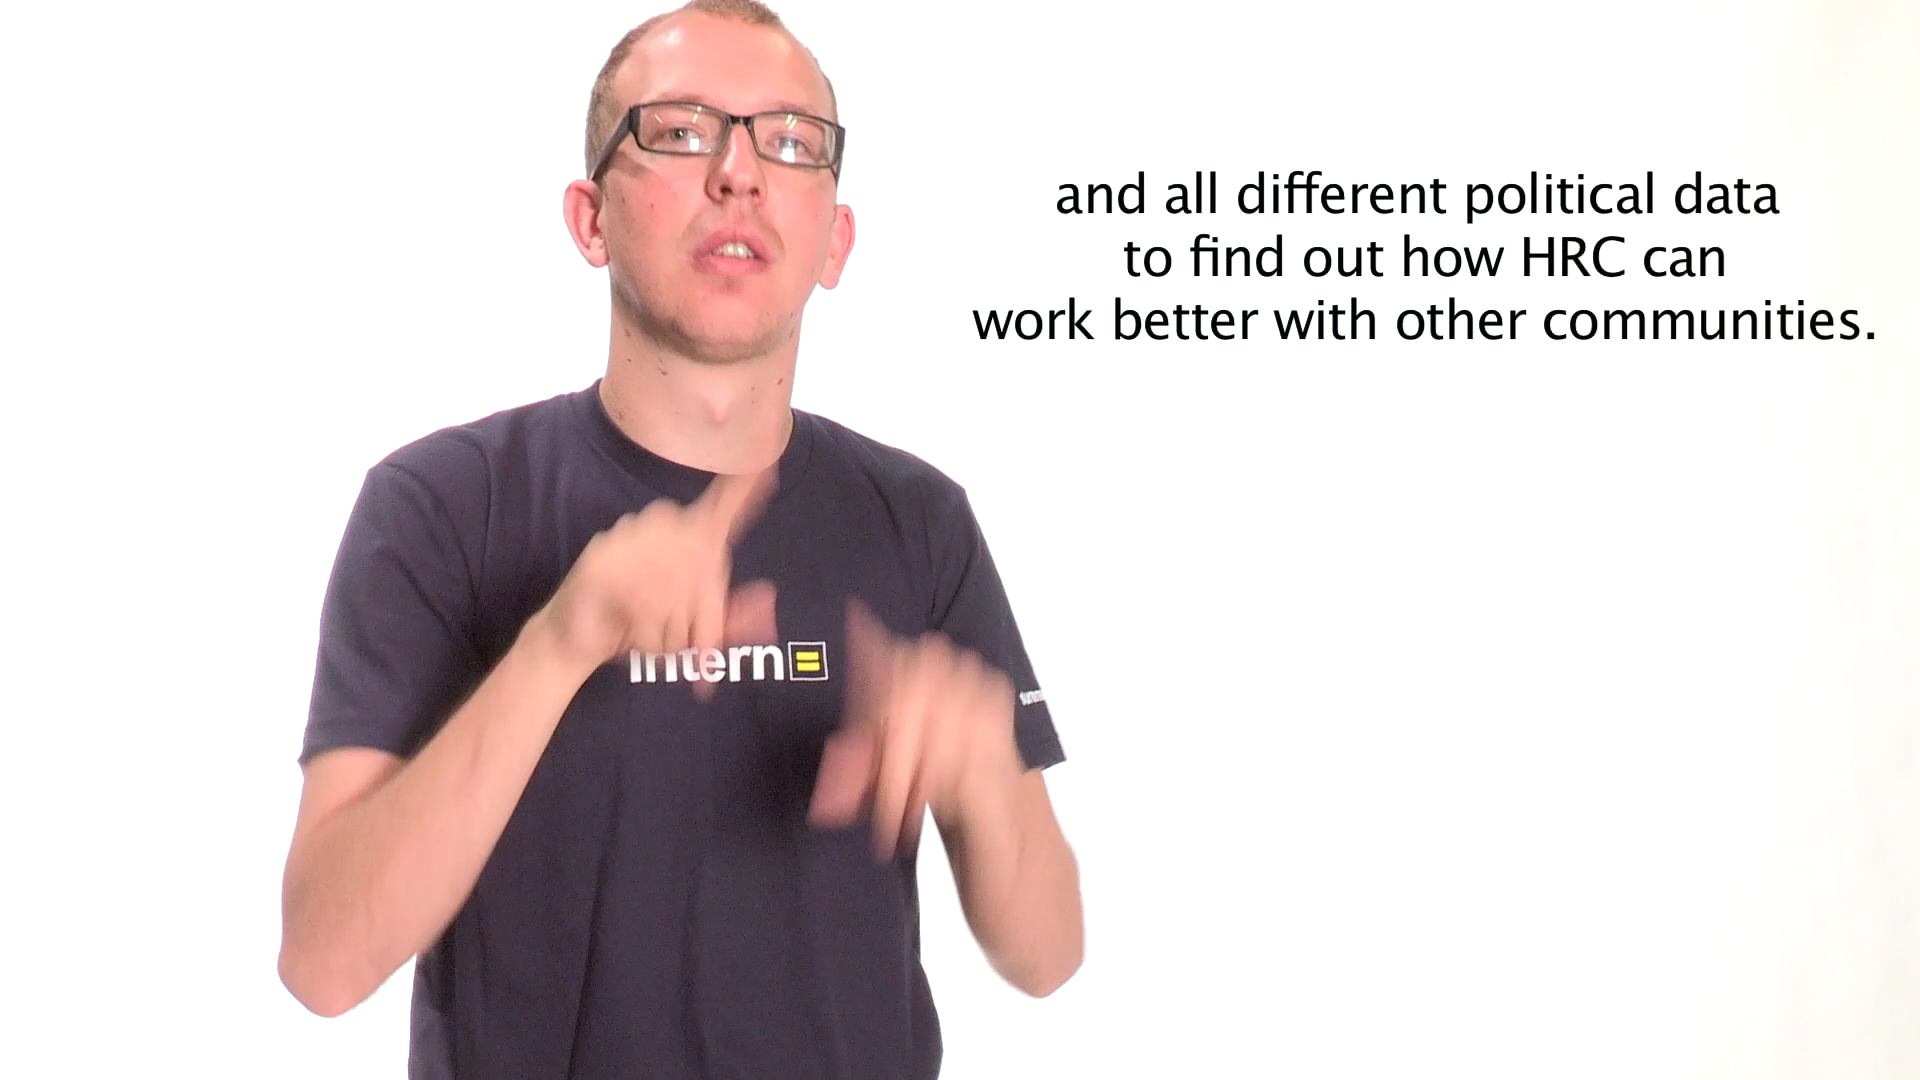 and all different political data
to find out how HRC can
work better with other communities.
intern